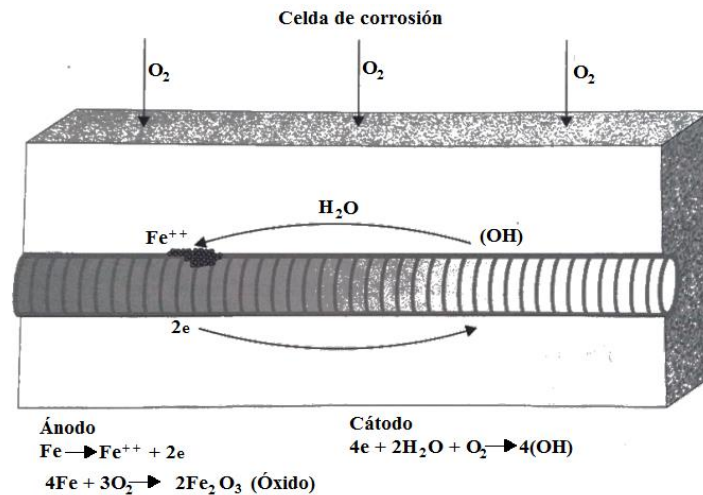 Celda de corrosión
O₂ O₂ O₂
H₂O
Fe⁺⁺ (OH)
2e
Ánodo Cátodo
Fe → Fe⁺⁺ + 2e 4e + 2H₂O + O₂ → 4(OH)
4Fe + 3O₂ → 2Fe₂O₃ (Óxido)